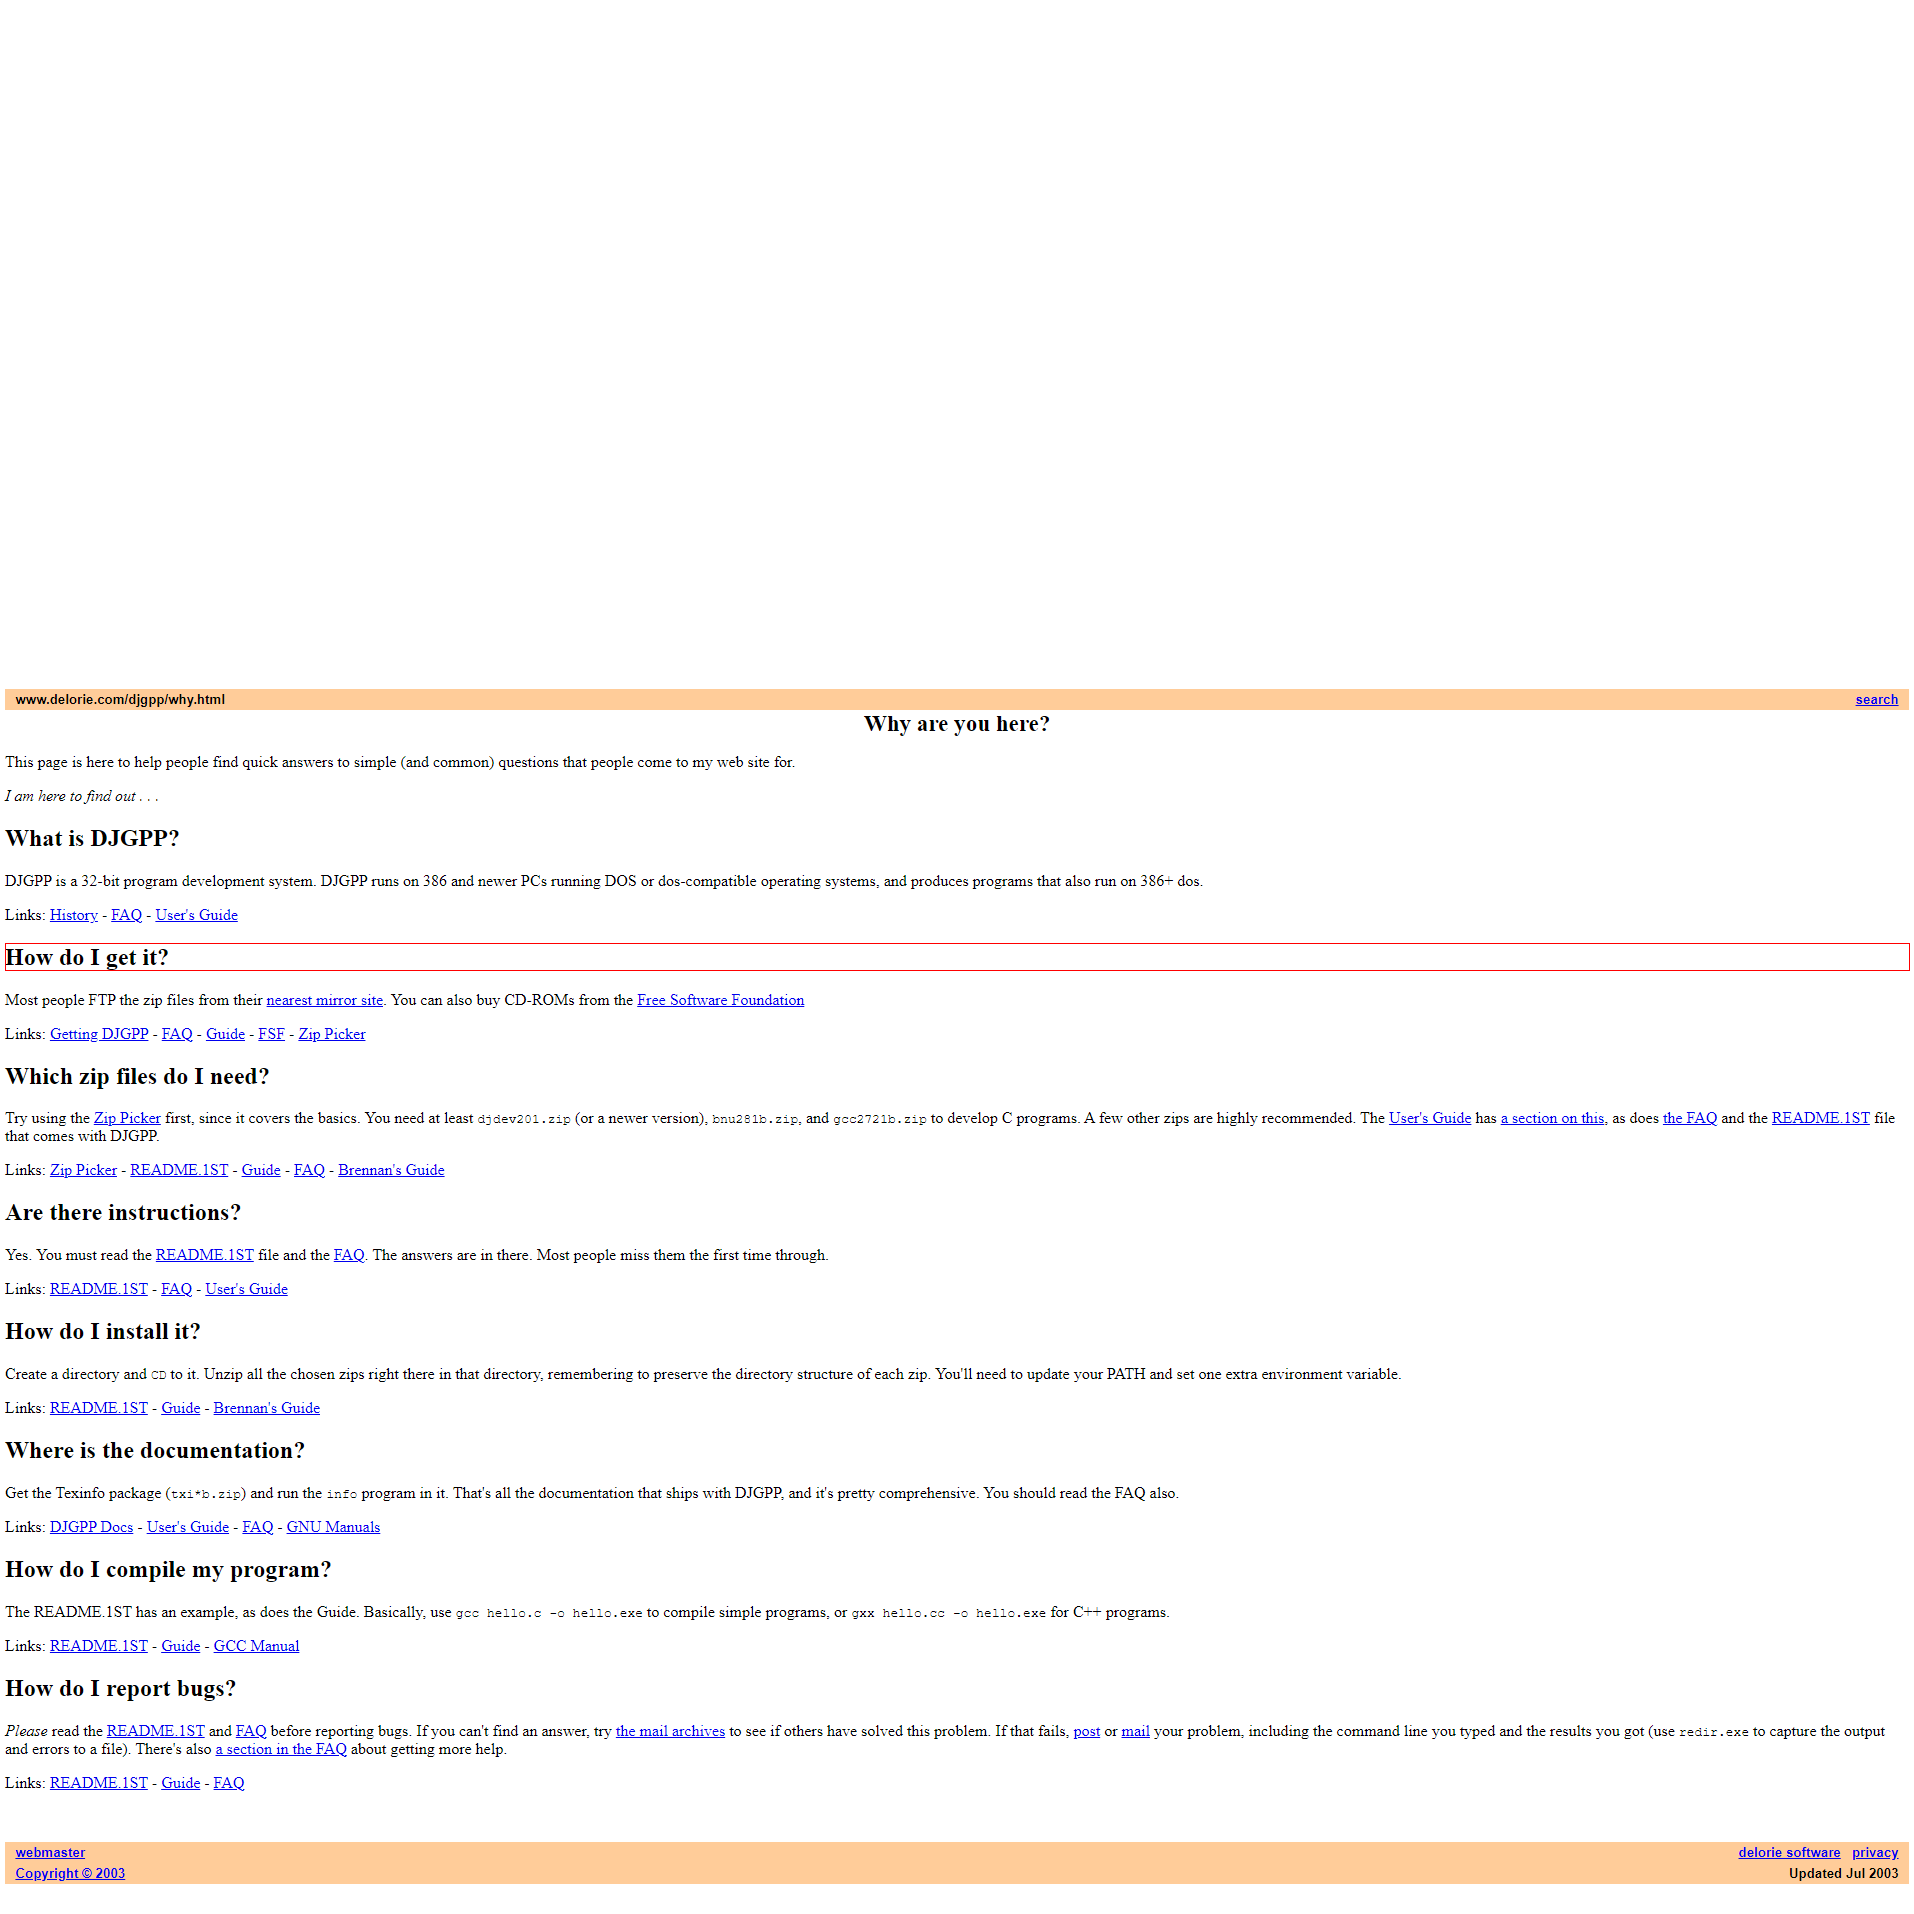 www.delorie.com/djgpp/why.html search
Why are you here?
This page is here to help people find quick answers to simple (and common) questions that people come to my web site for.
I am here to find out . . .
What is DJGPP?
DJGPP is a 32-bit program development system. DJGPP runs on 386 and newer PCs running DOS or dos-compatible operating systems, and produces programs that also run on 386+ dos.
Links: History - FAQ - User's Guide
How do I get it?
Most people FTP the zip files from their nearest mirror site. You can also buy CD-ROMs from the Free Software Foundation
Links: Getting DJGPP - FAQ - Guide - FSF - Zip Picker
Which zip files do I need?
Try using the Zip Picker first, since it covers the basics. You need at least djdev201.zip (or a newer version), bnu281b.zip, and gcc2721b.zip to develop C programs. A few other zips are highly recommended. The User's Guide has a section on this, as does the FAQ and the README.1ST file
that comes with DJGPP.
Links: Zip Picker - README.1ST - Guide - FAQ - Brennan's Guide
Are there instructions?
Yes. You must read the README.1ST file and the FAQ. The answers are in there. Most people miss them the first time through.
Links: README.1ST - FAQ - User's Guide
How do I install it?
Create a directory and CD to it. Unzip all the chosen zips right there in that directory, remembering to preserve the directory structure of each zip. You'll need to update your PATH and set one extra environment variable.
Links: README.1ST - Guide - Brennan's Guide
Where is the documentation?
Get the Texinfo package (txi*b.zip) and run the info program in it. That's all the documentation that ships with DJGPP, and it's pretty comprehensive. You should read the FAQ also.
Links: DJGPP Docs - User's Guide - FAQ - GNU Manuals
How do I compile my program?
The README.1ST has an example, as does the Guide. Basically, use gcc hello.c -o hello.exe to compile simple programs, or gxx hello.cc -o hello.exe for C++ programs.
Links: README.1ST - Guide - GCC Manual
How do I report bugs?
Please read the README.1ST and FAQ before reporting bugs. If you can't find an answer, try the mail archives to see if others have solved this problem. If that fails, post or mail your problem, including the command line you typed and the results you got (use redir.exe to capture the output
and errors to a file). There's also a section in the FAQ about getting more help.
Links: README.1ST - Guide - FAQ
webmaster delorie software privacy
Copyright © 2003 Updated Jul 2003